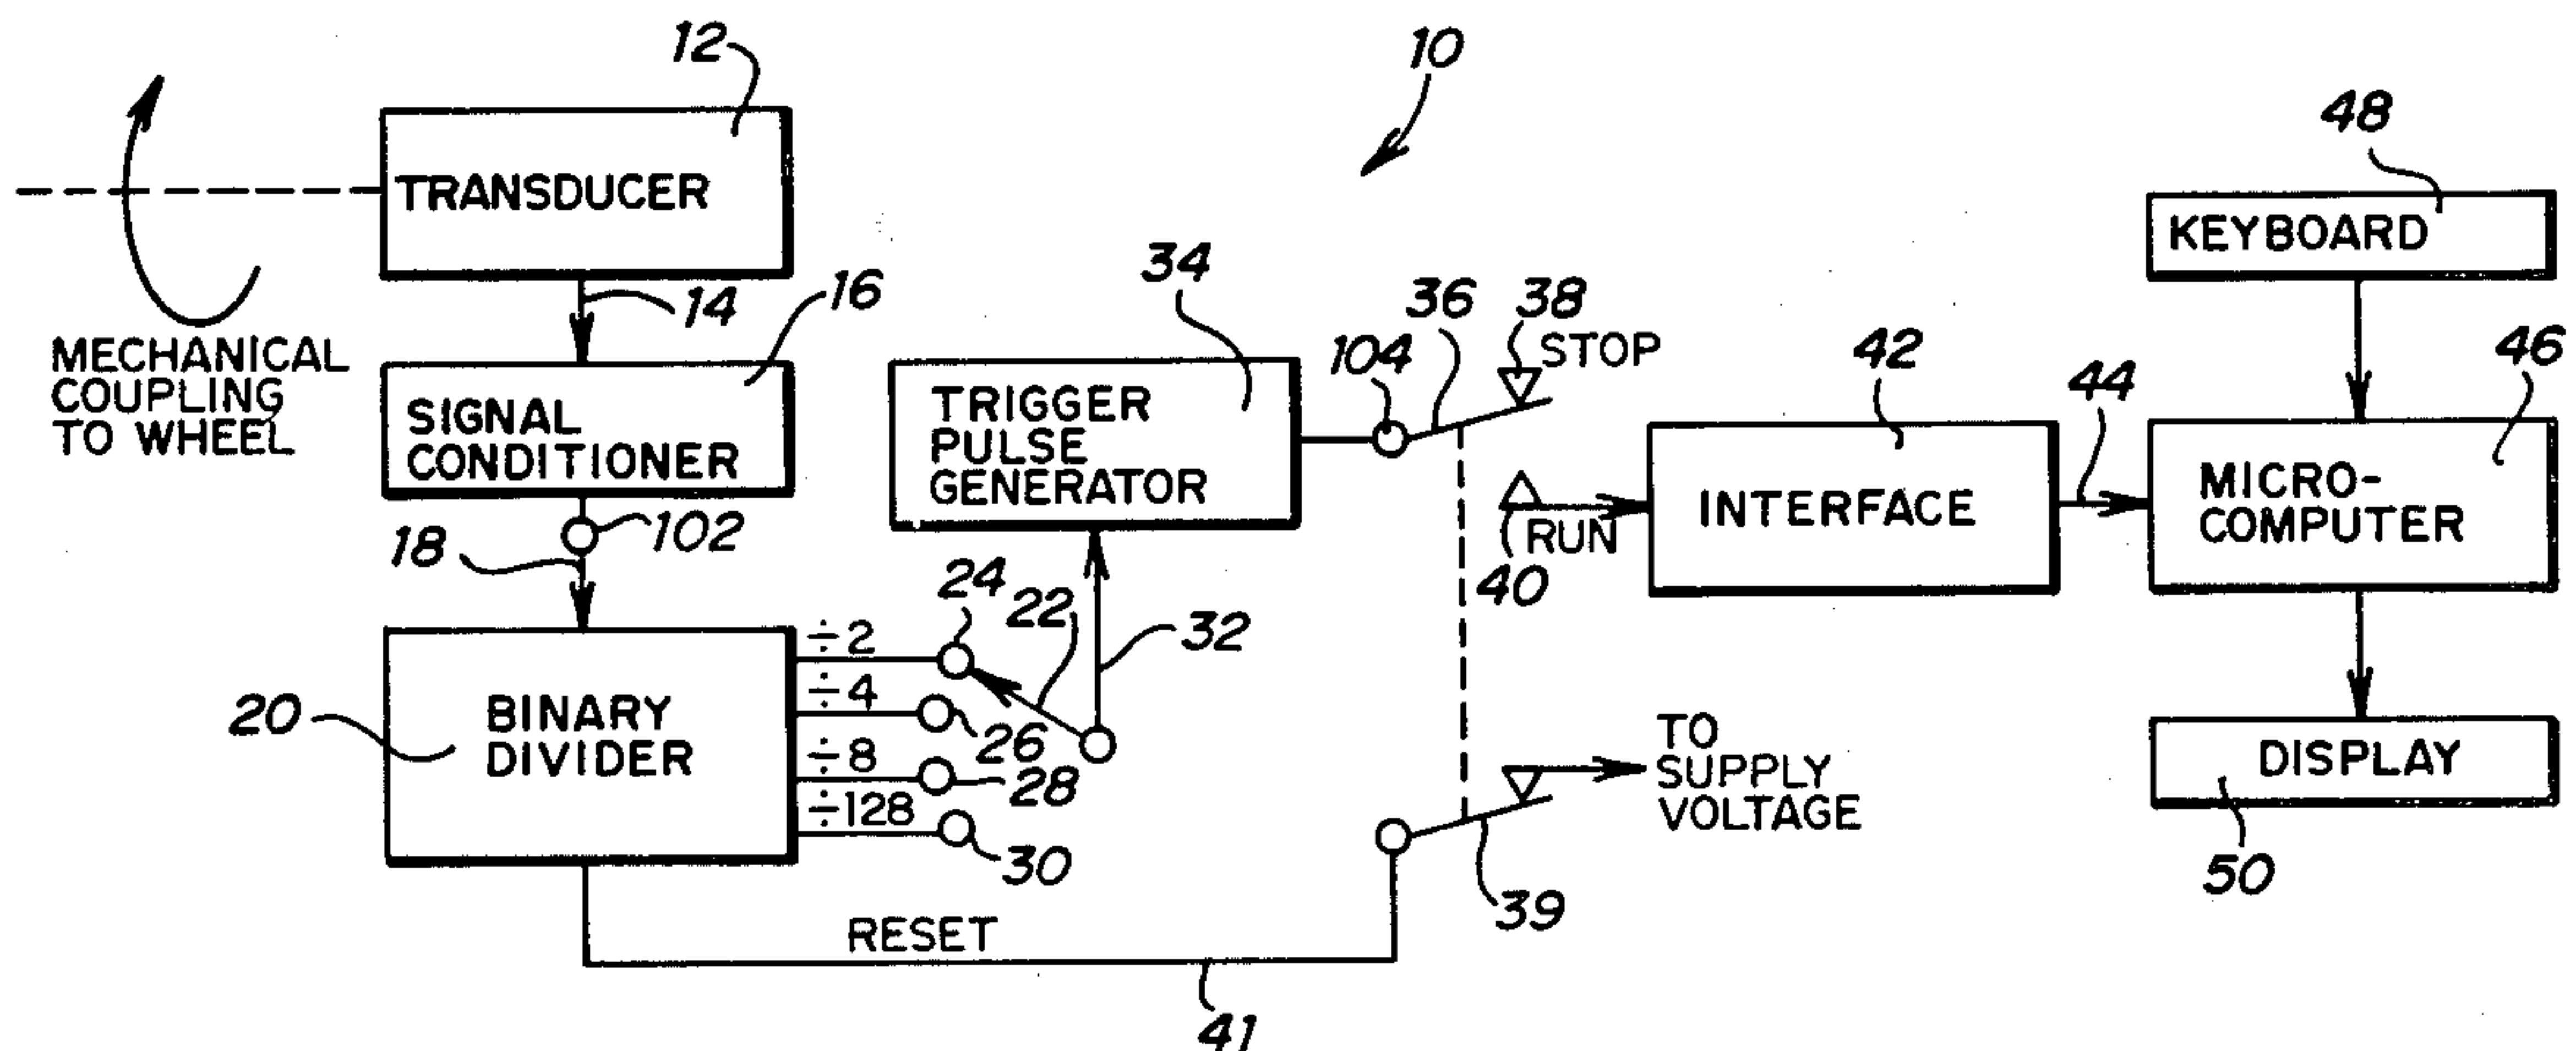 12
10
TRANSDUCER
48
KEYBOARD
14
16
34
36
38
STOP
104
42
44
46
MECHANICAL
COUPLING
TO WHEEL
SIGNAL
CONDITIONER
TRIGGER
PULSE
GENERATOR
RUN
40
INTERFACE
MICRO-
COMPUTER
102
18
24
22
32
20
BINARY
DIVIDER
÷2
÷4
÷8
÷128
26
28
30
TO
SUPPLY
VOLTAGE
39
DISPLAY
50
RESET
41